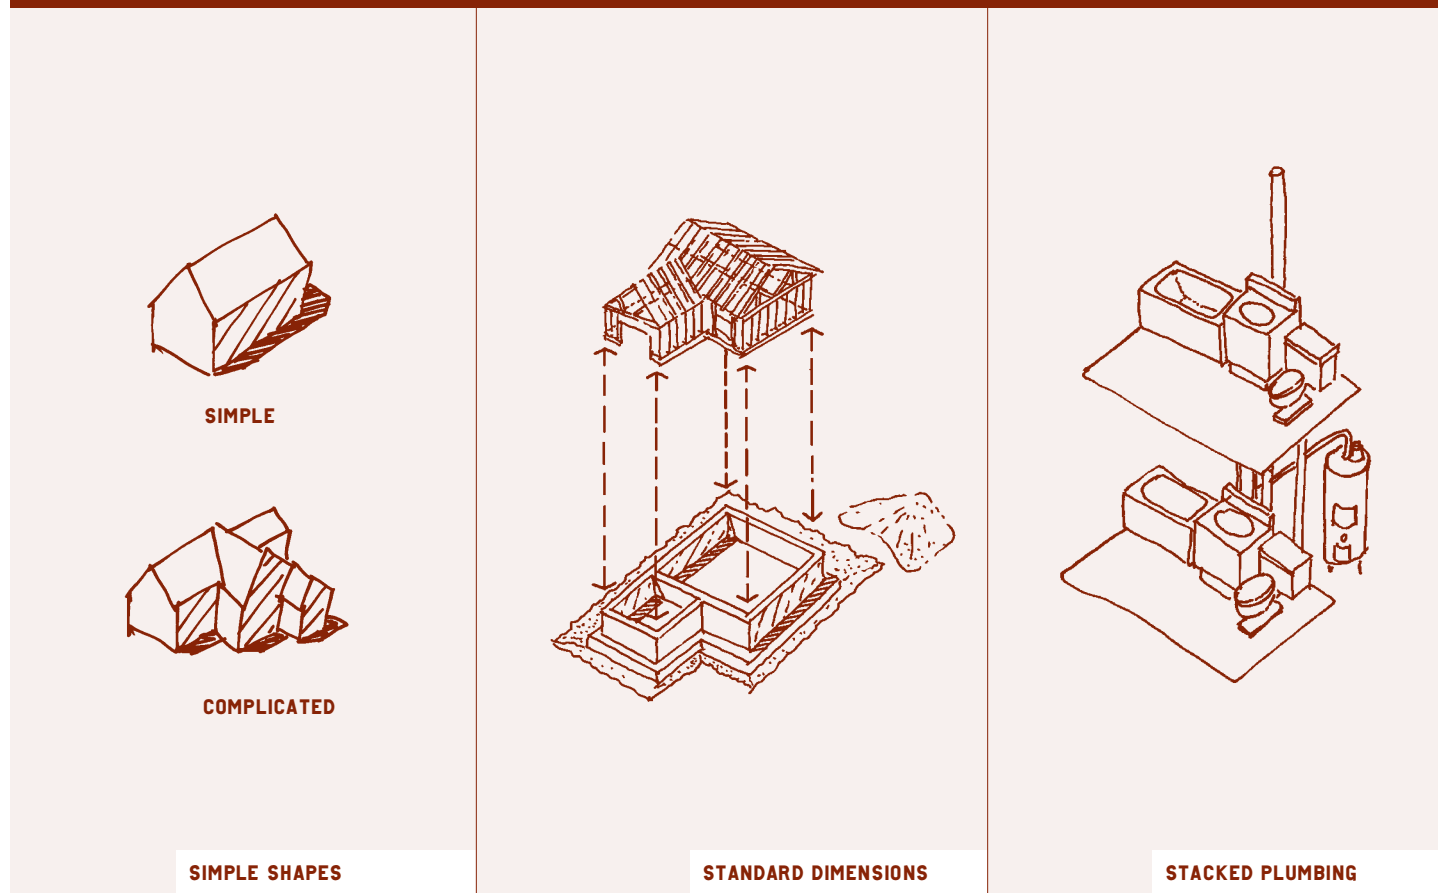 SIMPLE
COMPLICATED
SIMPLE SHAPES
STANDARD DIMENSIONS
STACKED PLUMBING